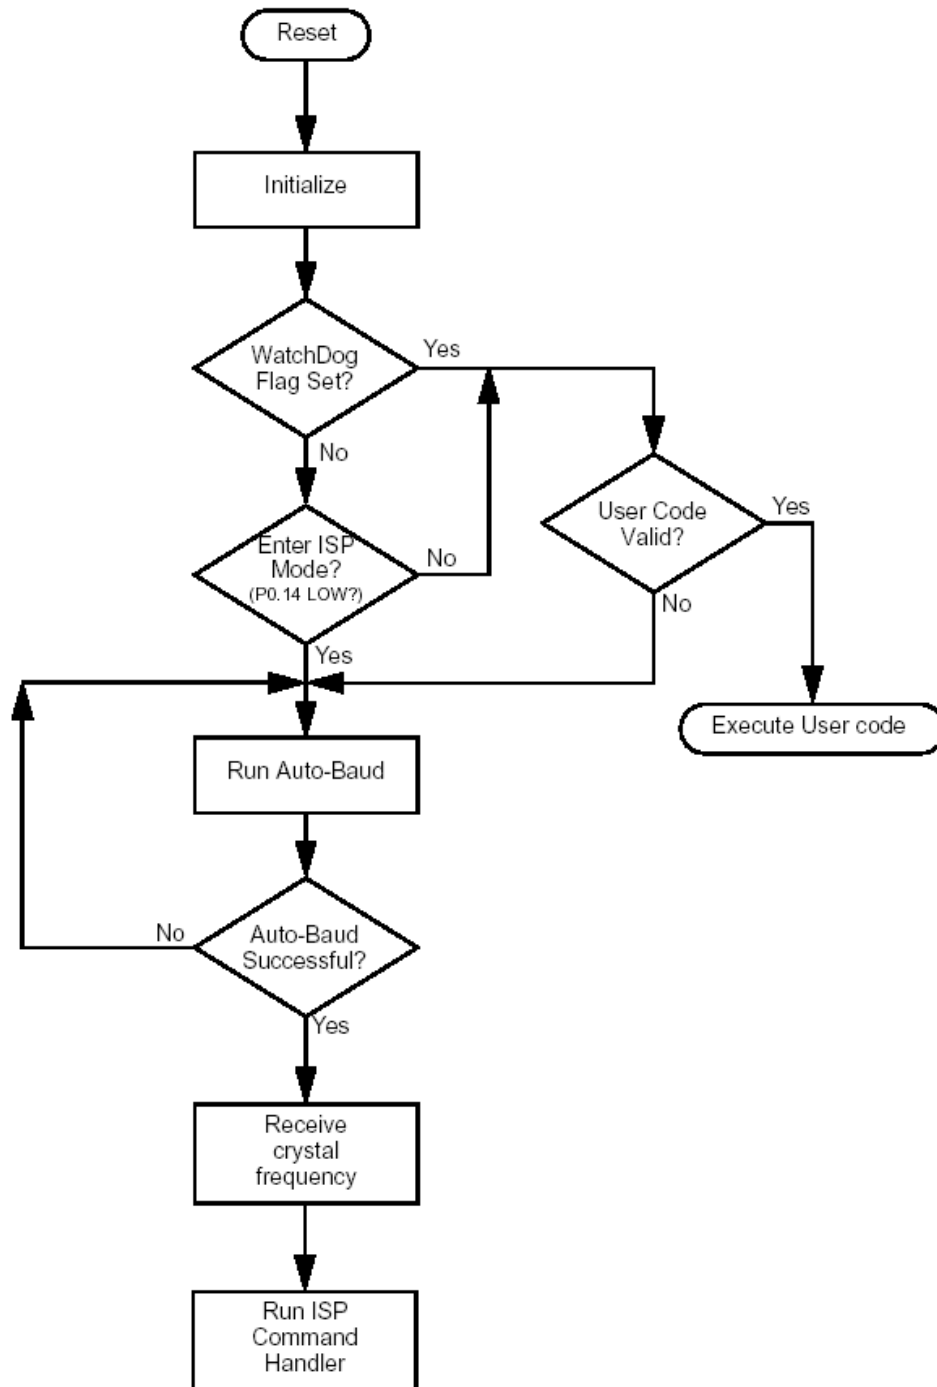 Reset
Initialize
WatchDog
Flag Set?
Yes
No
User Code
Valid?
Yes
No
Enter ISP
Mode?
(P0.14 LOW?)
No
Yes
Execute User code
Run Auto-Baud
Auto-Baud
Successful?
No
Yes
Receive
crystal
frequency
Run ISP
Command
Handler